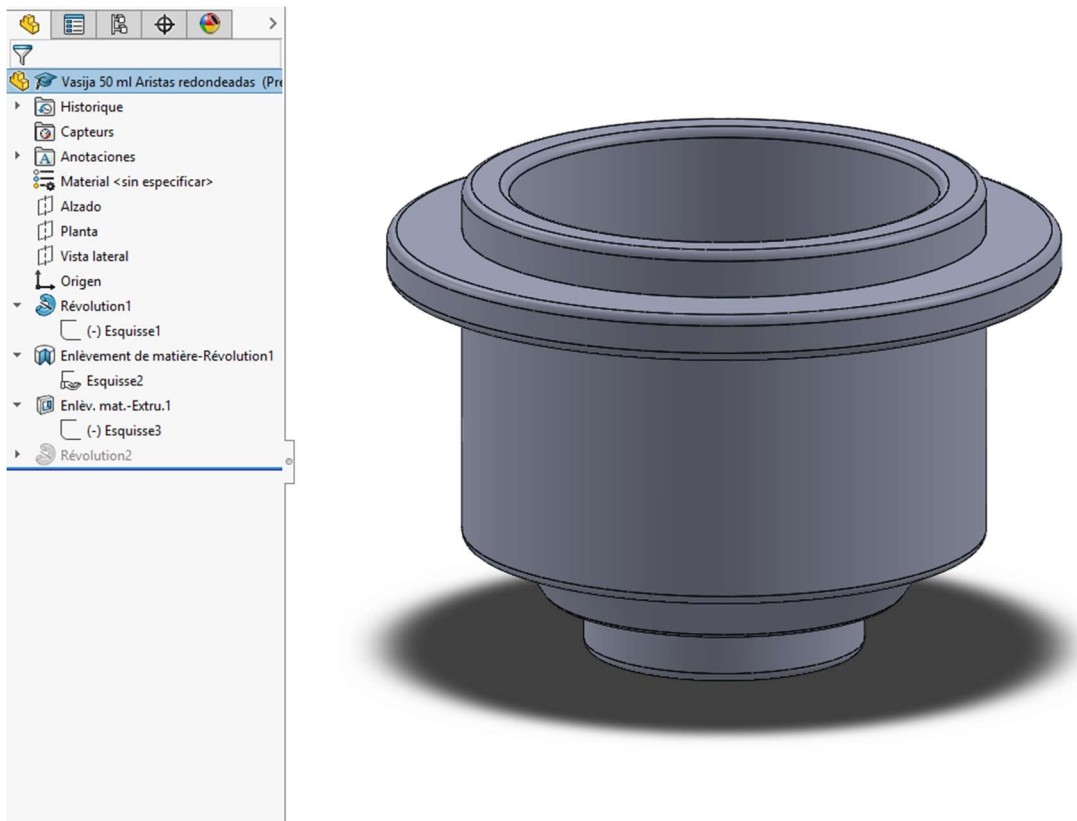 Vasija 50 ml Aristas redondeadas (Pre
Historique
Capteurs
Anotaciones
Material <sin especificar>
Alzado
Planta
Vista lateral
Origen
Révolution1
(-) Esquisse1
Enlèvement de matière-Révolution1
Esquisse2
Enlèv. mat.-Extru.1
(-) Esquisse3
Révolution2